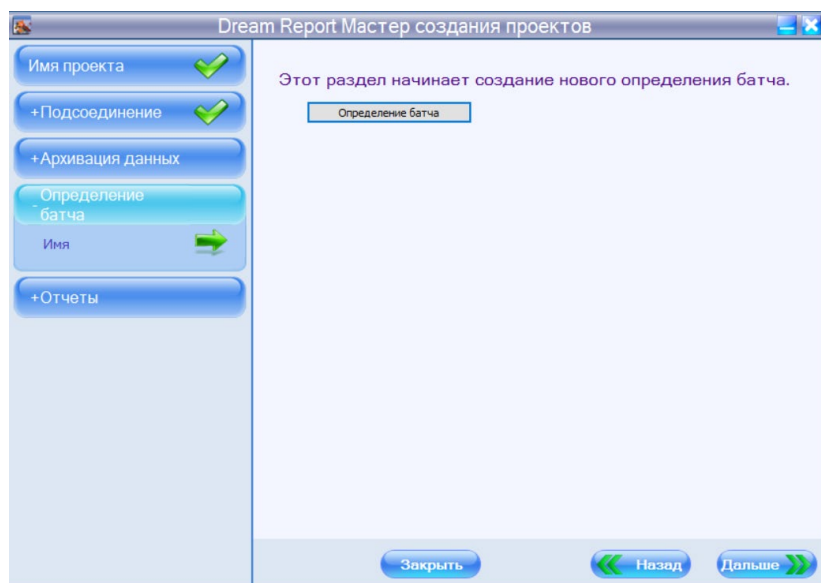 Dream Report Мастер создания проектов
Имя проекта
+Подсоединение
+Архивация данных
- Определение
батча
Имя
+Отчеты
Этот раздел начинает создание нового определения батча.
Определение батча
Закрыть
Назад
Дальше